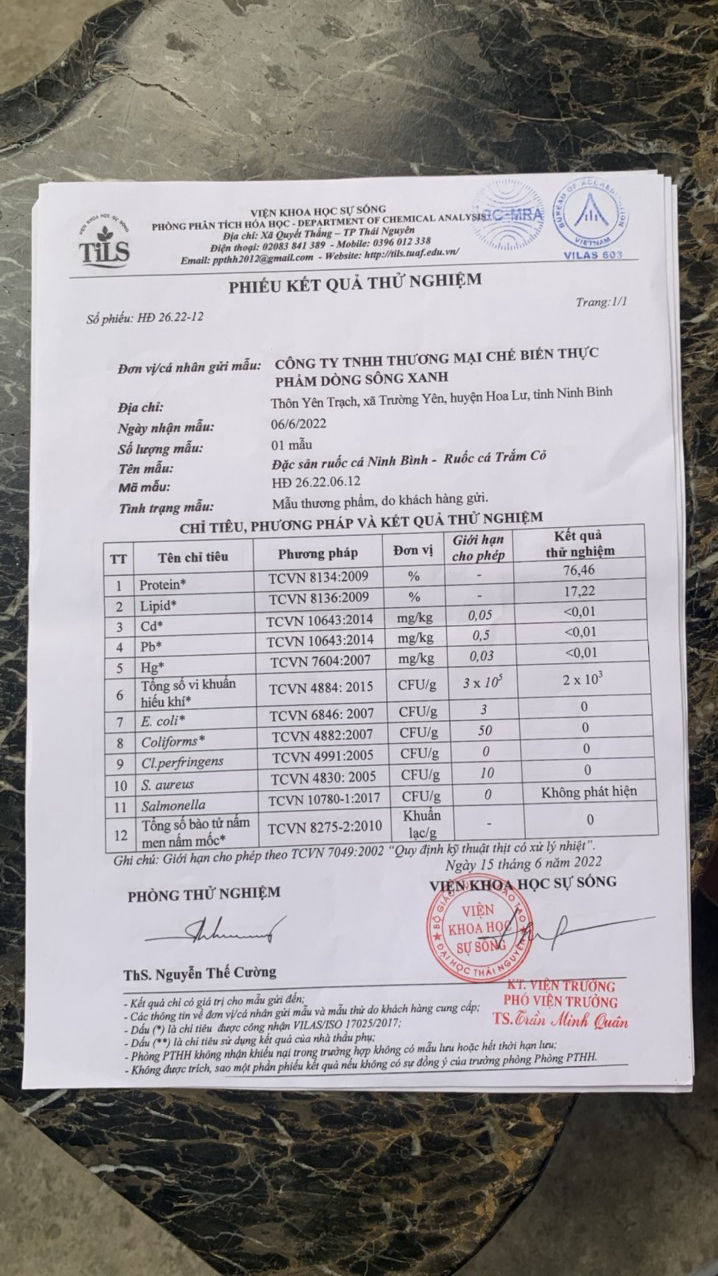 VIỆN KHOA HỌC SỰ SỐNG
TiLS
VIỆN KHOA HỌC SỰ SỐNG
PHÒNG PHÂN TÍCH HÓA HỌC - DEPARTMENT OF CHEMICAL ANALYSIS
Địa chỉ: Xã Quyết Thắng – TP Thái Nguyên
Điện thoại: 02083 841 389 - Mobile: 0396 012 338
Email: ppthh2012@gmail.com - Website: http://tils.tuaf.edu.vn/
C-MRA
BUREAU OF ACCREDITATION
VIETNAM
VILAS 603
PHIẾU KẾT QUẢ THỬ NGHIỆM
Số phiếu: HĐ 26.22-12 Trang:1/1
Đơn vị/cá nhân gửi mẫu: CÔNG TY TNHH THƯƠNG MẠI CHẾ BIẾN THỰC
PHẨM DÒNG SÔNG XANH
Địa chỉ: Thôn Yên Trạch, xã Trường Yên, huyện Hoa Lư, tỉnh Ninh Bình
Ngày nhận mẫu: 06/6/2022
Số lượng mẫu: 01 mẫu
Tên mẫu: Đặc sản ruốc cá Ninh Bình - Ruốc cá Trắm Cỏ
Mã mẫu: HĐ 26.22.06.12
Tình trạng mẫu: Mẫu thương phẩm, do khách hàng gửi.
CHỈ TIÊU, PHƯƠNG PHÁP VÀ KẾT QUẢ THỬ NGHIỆM
TT Tên chỉ tiêu Phương pháp Đơn vị Giới hạn cho phép Kết quả thử nghiệm
1 Protein* TCVN 8134:2009 % - 76,46
2 Lipid* TCVN 8136:2009 % - 17,22
3 Cd* TCVN 10643:2014 mg/kg 0,05 <0,01
4 Pb* TCVN 10643:2014 mg/kg 0,5 <0,01
5 Hg* TCVN 7604:2007 mg/kg 0,03 <0,01
6 Tổng số vi khuẩn hiếu khí* TCVN 4884: 2015 CFU/g 3 x 10⁵ 2 x 10³
7 E. coli* TCVN 6846: 2007 CFU/g 3 0
8 Coliforms* TCVN 4882:2007 CFU/g 50 0
9 Cl.perfringens TCVN 4991:2005 CFU/g 0 0
10 S. aureus TCVN 4830: 2005 CFU/g 10 0
11 Salmonella TCVN 10780-1:2017 CFU/g 0 Không phát hiện
12 Tổng số bào tử nấm men nấm mốc* TCVN 8275-2:2010 Khuẩn lạc/g - 0
Ghi chú: Giới hạn cho phép theo TCVN 7049:2002 “Quy định kỹ thuật thịt có xử lý nhiệt”.
Ngày 15 tháng 6 năm 2022
PHÒNG THỬ NGHIỆM VIỆN KHOA HỌC SỰ SỐNG
VIỆN
KHOA HỌC
SỰ SỐNG
ĐẠI HỌC THÁI NGUYÊN
ThS. Nguyễn Thế Cường
KT. VIỆN TRƯỞNG
PHÓ VIỆN TRƯỞNG
TS.Trần Minh Quân
- Kết quả chỉ có giá trị cho mẫu gửi đến;
- Các thông tin về đơn vị/cá nhân gửi mẫu và mẫu thử do khách hàng cung cấp;
- Dấu (*) là chỉ tiêu được công nhận VILAS/ISO 17025/2017;
- Dấu (**) là chỉ tiêu sử dụng kết quả của nhà thầu phụ;
- Phòng PTHH không nhận khiếu nại trong trường hợp không có mẫu lưu hoặc hết thời hạn lưu;
- Không được trích, sao một phần phiếu kết quả nếu không có sự đồng ý của trưởng phòng Phòng PTHH.